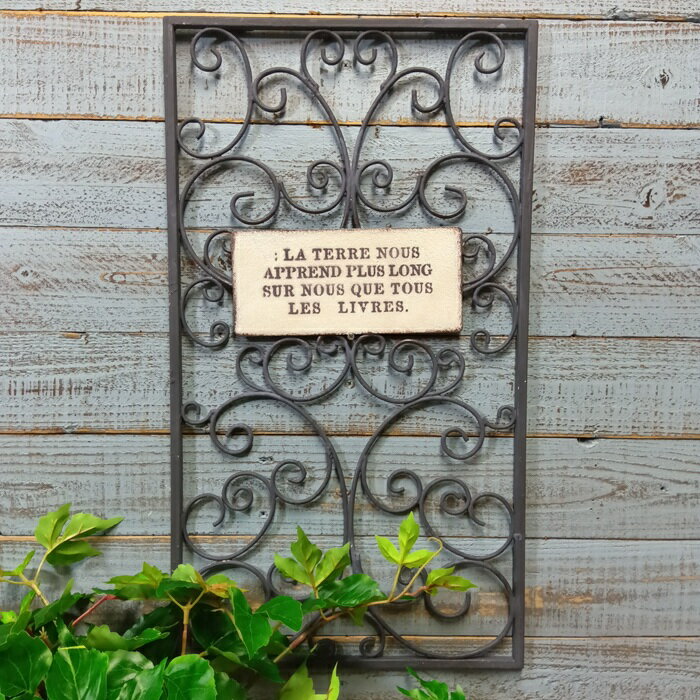 : LA TERRE NOUS
APPREND PLUS LONG
SUR NOUS QUE TOUS
LES LIVRES.